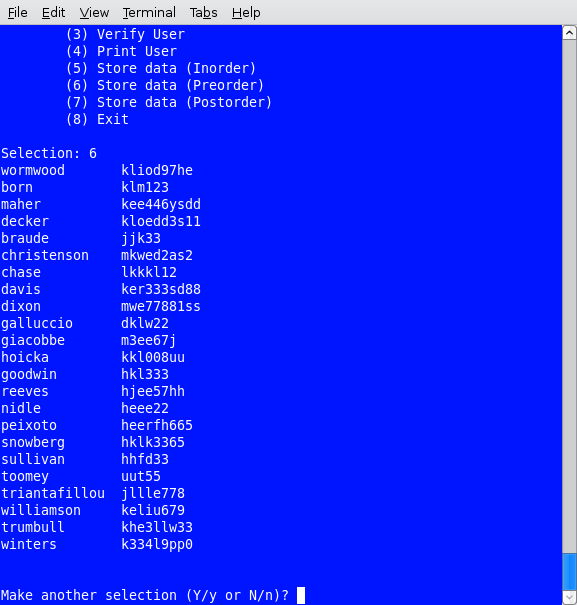 File Edit View Terminal Tabs Help
(3) Verify User
(4) Print User
(5) Store data (Inorder)
(6) Store data (Preorder)
(7) Store data (Postorder)
(8) Exit
Selection: 6
wormwood kliod97he
born klm123
maher kee446ysdd
decker kloedd3s11
braude jjk33
christenson mkwed2as2
chase lkkkl12
davis ker333sd88
dixon mwe77881ss
galluccio dklw22
giacobbe m3ee67j
hoicka kkl008uu
goodwin hkl333
reeves hjee57hh
nidle heee22
peixoto heerfh665
snowberg hklk3365
sullivan hhfd33
toomey uut55
triantafillou jllle778
williamson keliu679
trumbull khe3llw33
winters k334l9pp0
Make another selection (Y/y or N/n)?